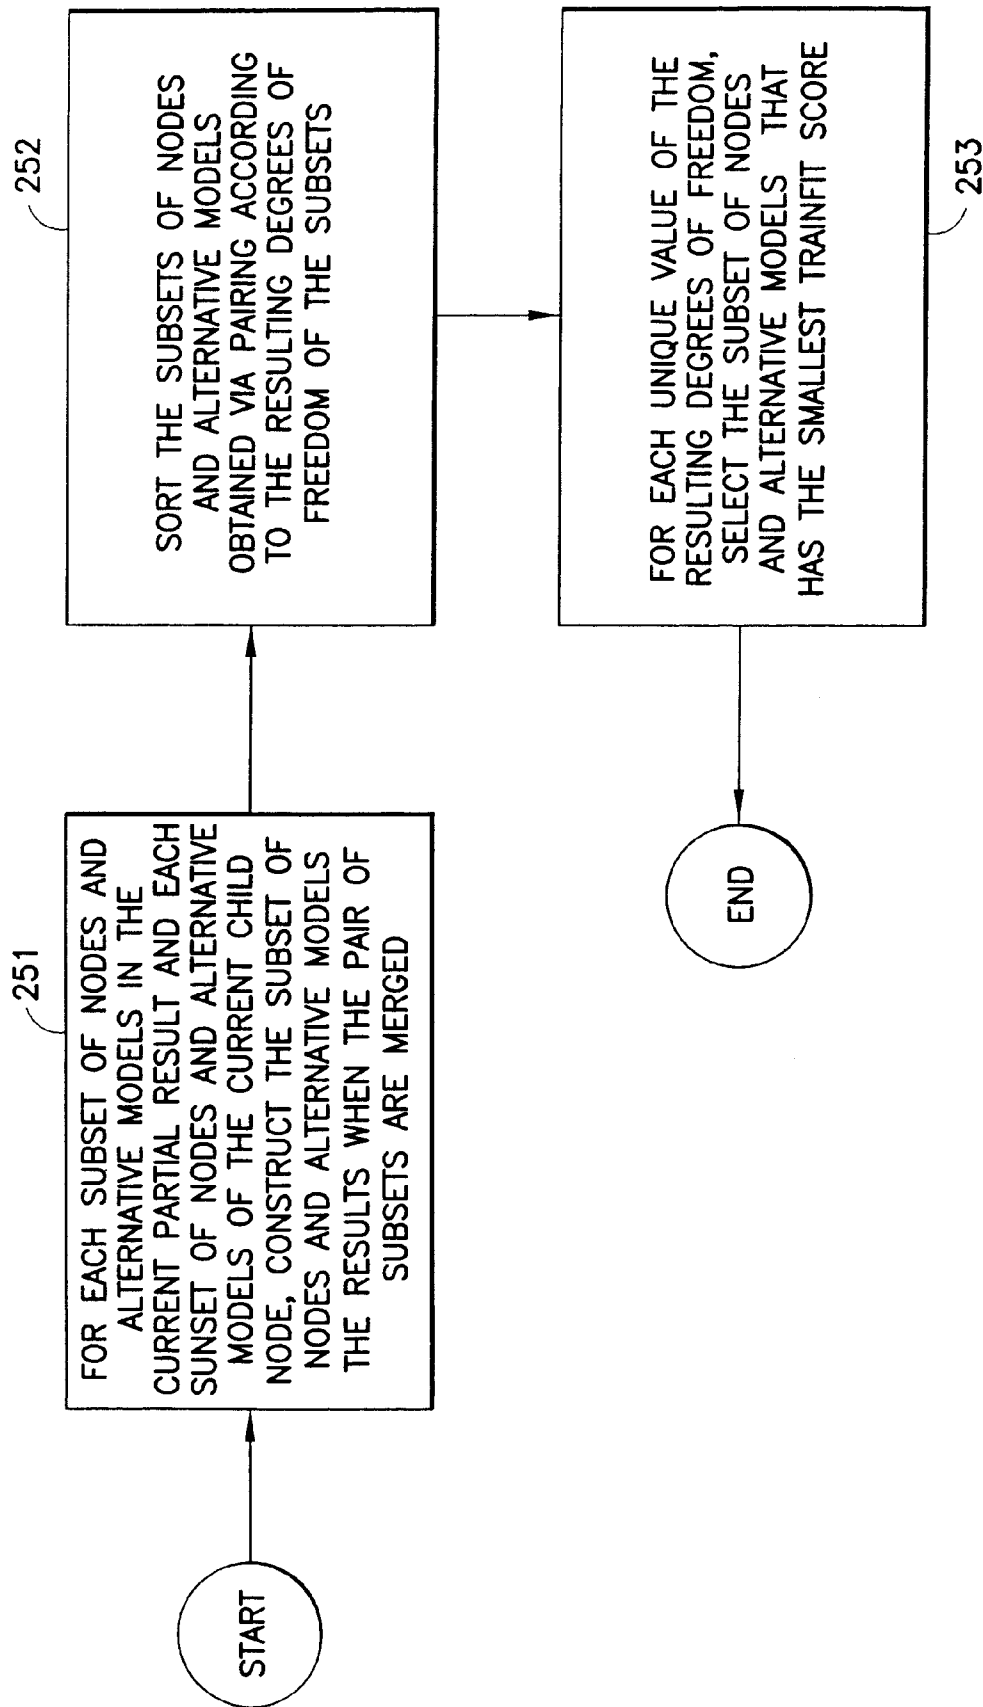 START
251
FOR EACH SUBSET OF NODES AND
ALTERNATIVE MODELS IN THE
CURRENT PARTIAL RESULT AND EACH
SUNSET OF NODES AND ALTERNATIVE
MODELS OF THE CURRENT CHILD
NODE, CONSTRUCT THE SUBSET OF
NODES AND ALTERNATIVE MODELS
THE RESULTS WHEN THE PAIR OF
SUBSETS ARE MERGED
252
SORT THE SUBSETS OF NODES
AND ALTERNATIVE MODELS
OBTAINED VIA PAIRING ACCORDING
TO THE RESULTING DEGREES OF
FREEDOM OF THE SUBSETS
FOR EACH UNIQUE VALUE OF THE
RESULTING DEGREES OF FREEDOM,
SELECT THE SUBSET OF NODES
AND ALTERNATIVE MODELS THAT
HAS THE SMALLEST TRAINFIT SCORE
253
END